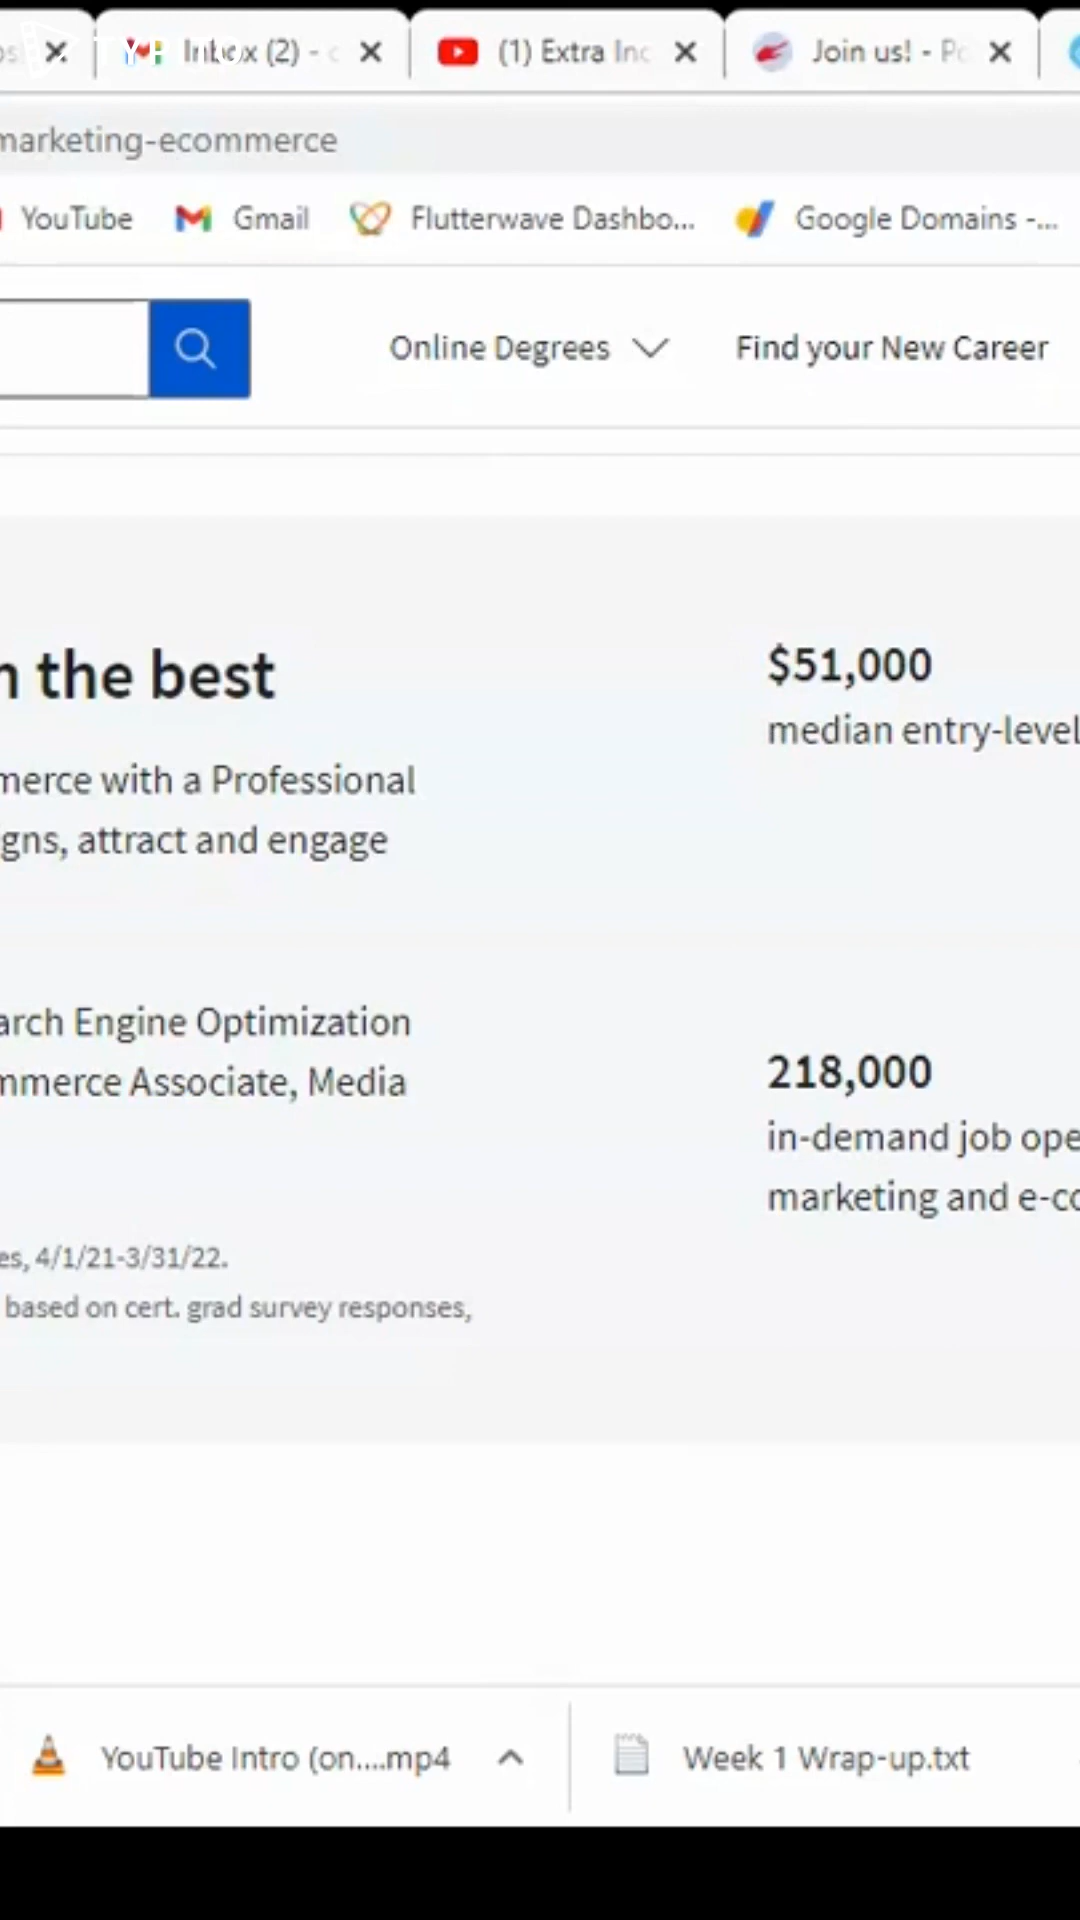 TYPITO
Inbox (2) -
(1) Extra Inc
Join us! - Po
marketing-ecommerce
YouTube
Gmail
Flutterwave Dashbo...
Google Domains -...
Online Degrees
Find your New Career
the best
$51,000
median entry-level
merce with a Professional
igns, attract and engage
arch Engine Optimization
mmerce Associate, Media
218,000
in-demand job ope
marketing and e-co
es, 4/1/21-3/31/22.
based on cert. grad survey responses,
YouTube Intro (on....mp4
Week 1 Wrap-up.txt